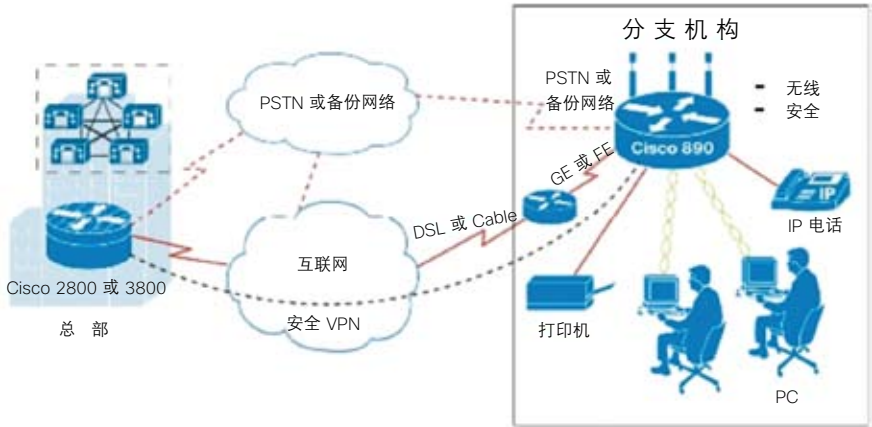 分支机构
PSTN 或备份网络
PSTN 或
备份网络
无线
安全
Cisco 890
GE 或 FE
DSL 或 Cable
IP
IP 电话
互联网
Cisco 2800 或 3800
安全 VPN
总 部
打印机
PC